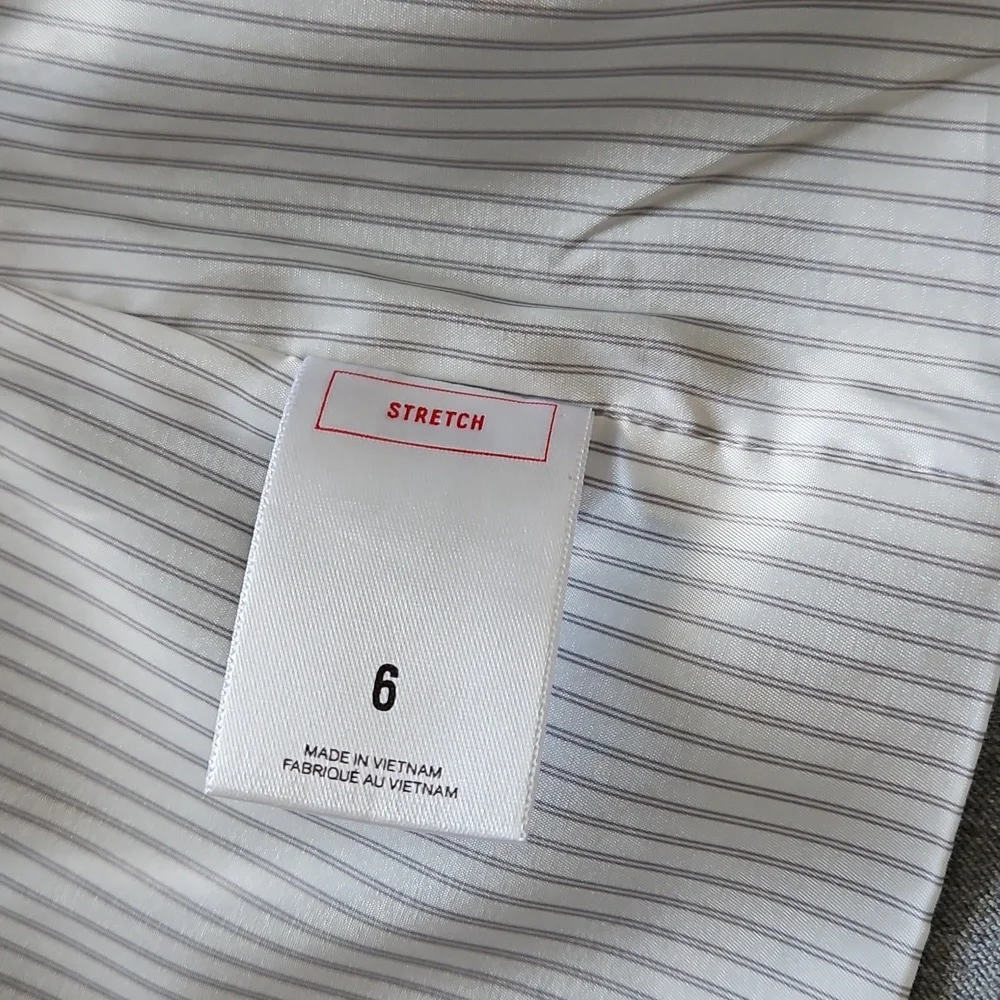 STRETCH
6
MADE IN VIETNAM
FABRIQUÉ AU VIETNAM